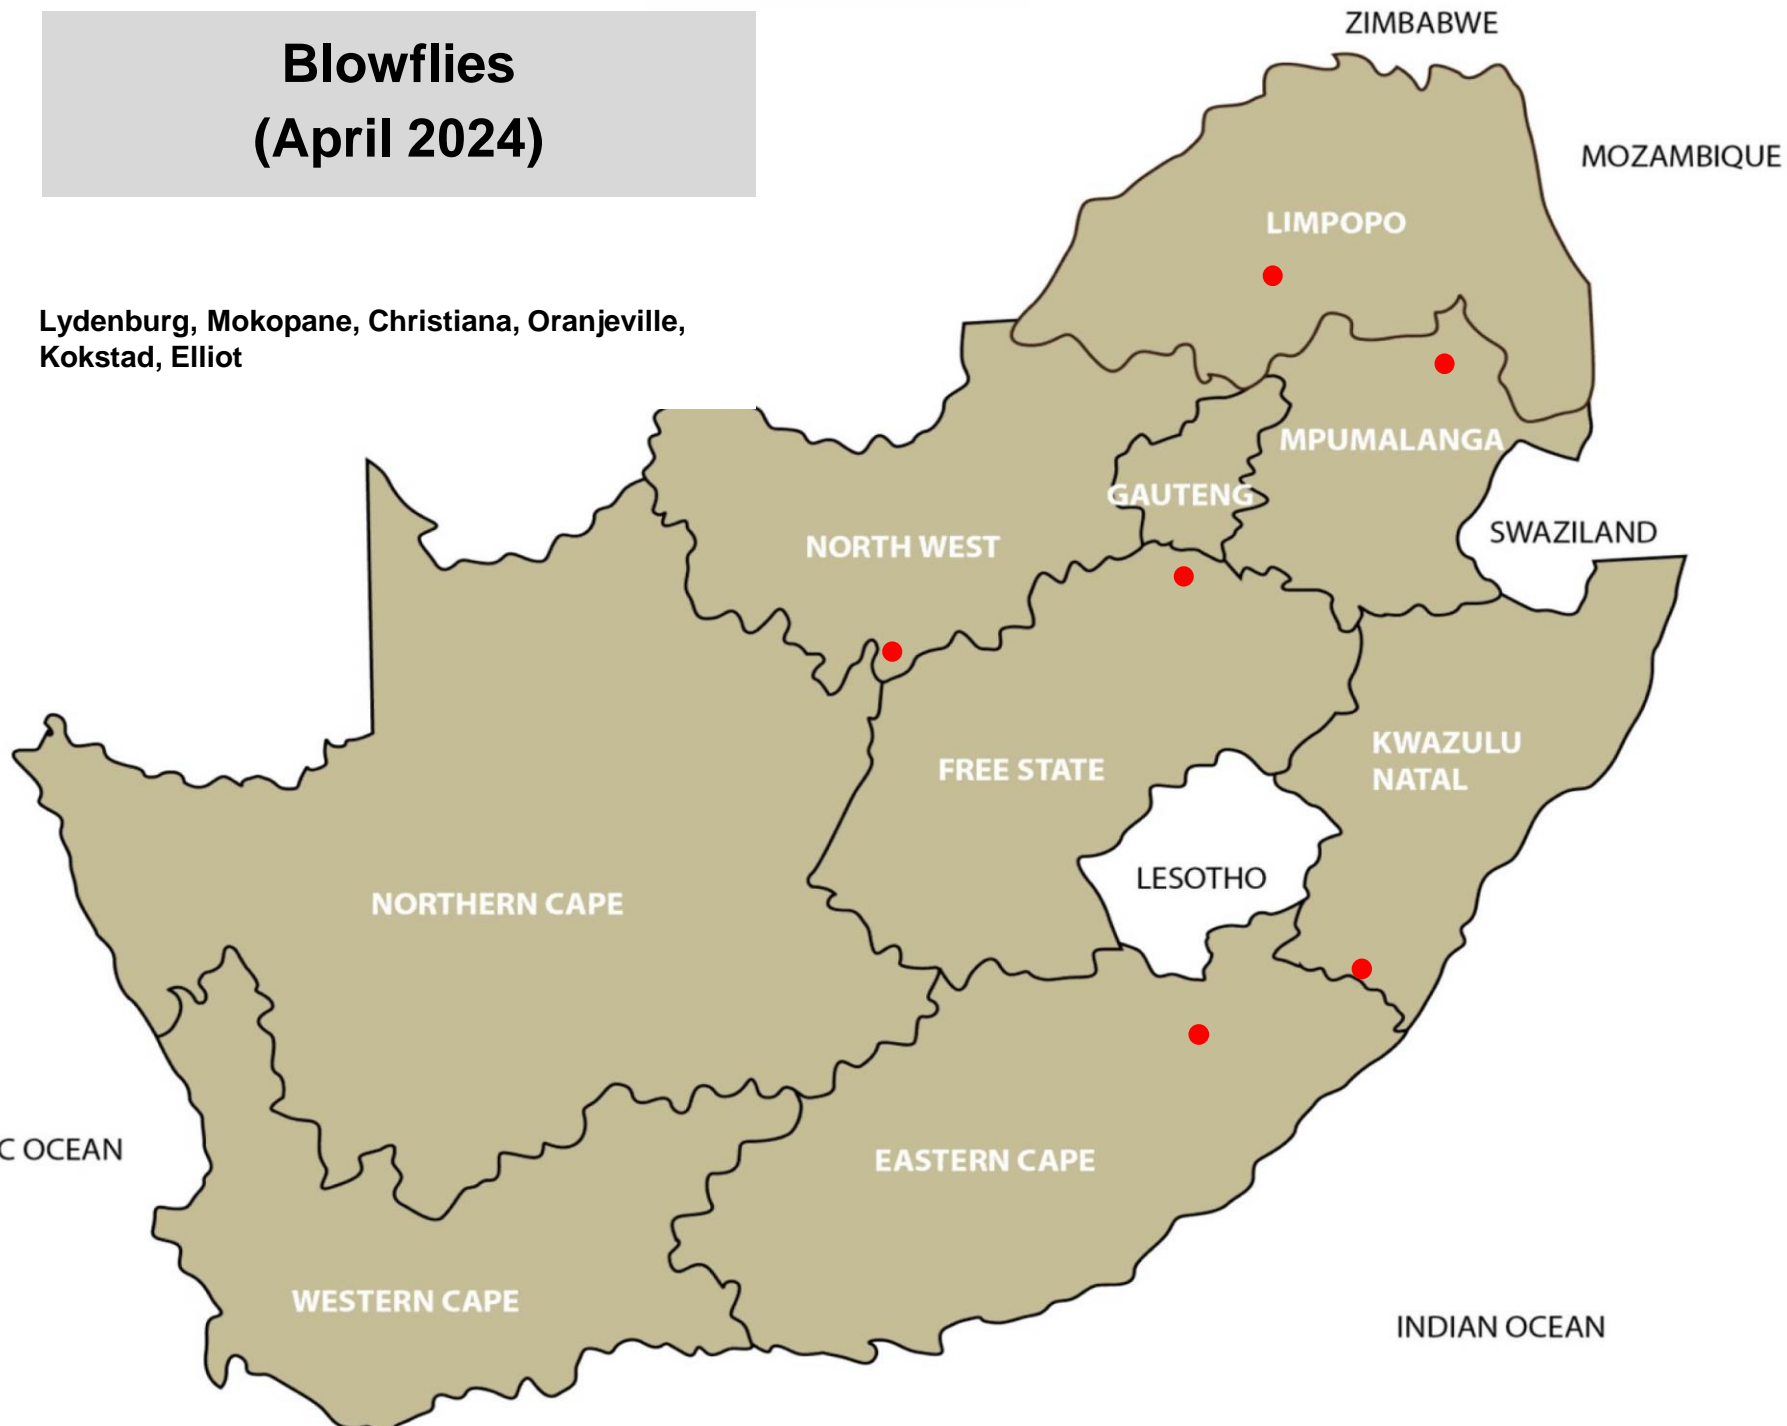 Blowflies
(April 2024)
ZIMBABWE
MOZAMBIQUE
LIMPOPO
Lydenburg, Mokopane, Christiana, Oranjeville,
Kokstad, Elliot
MPUMALANGA
GAUTENG
SWAZILAND
NORTH WEST
KWAZULU
NATAL
FREE STATE
LESOTHO
NORTHERN CAPE
C OCEAN
EASTERN CAPE
WESTERN CAPE
INDIAN OCEAN